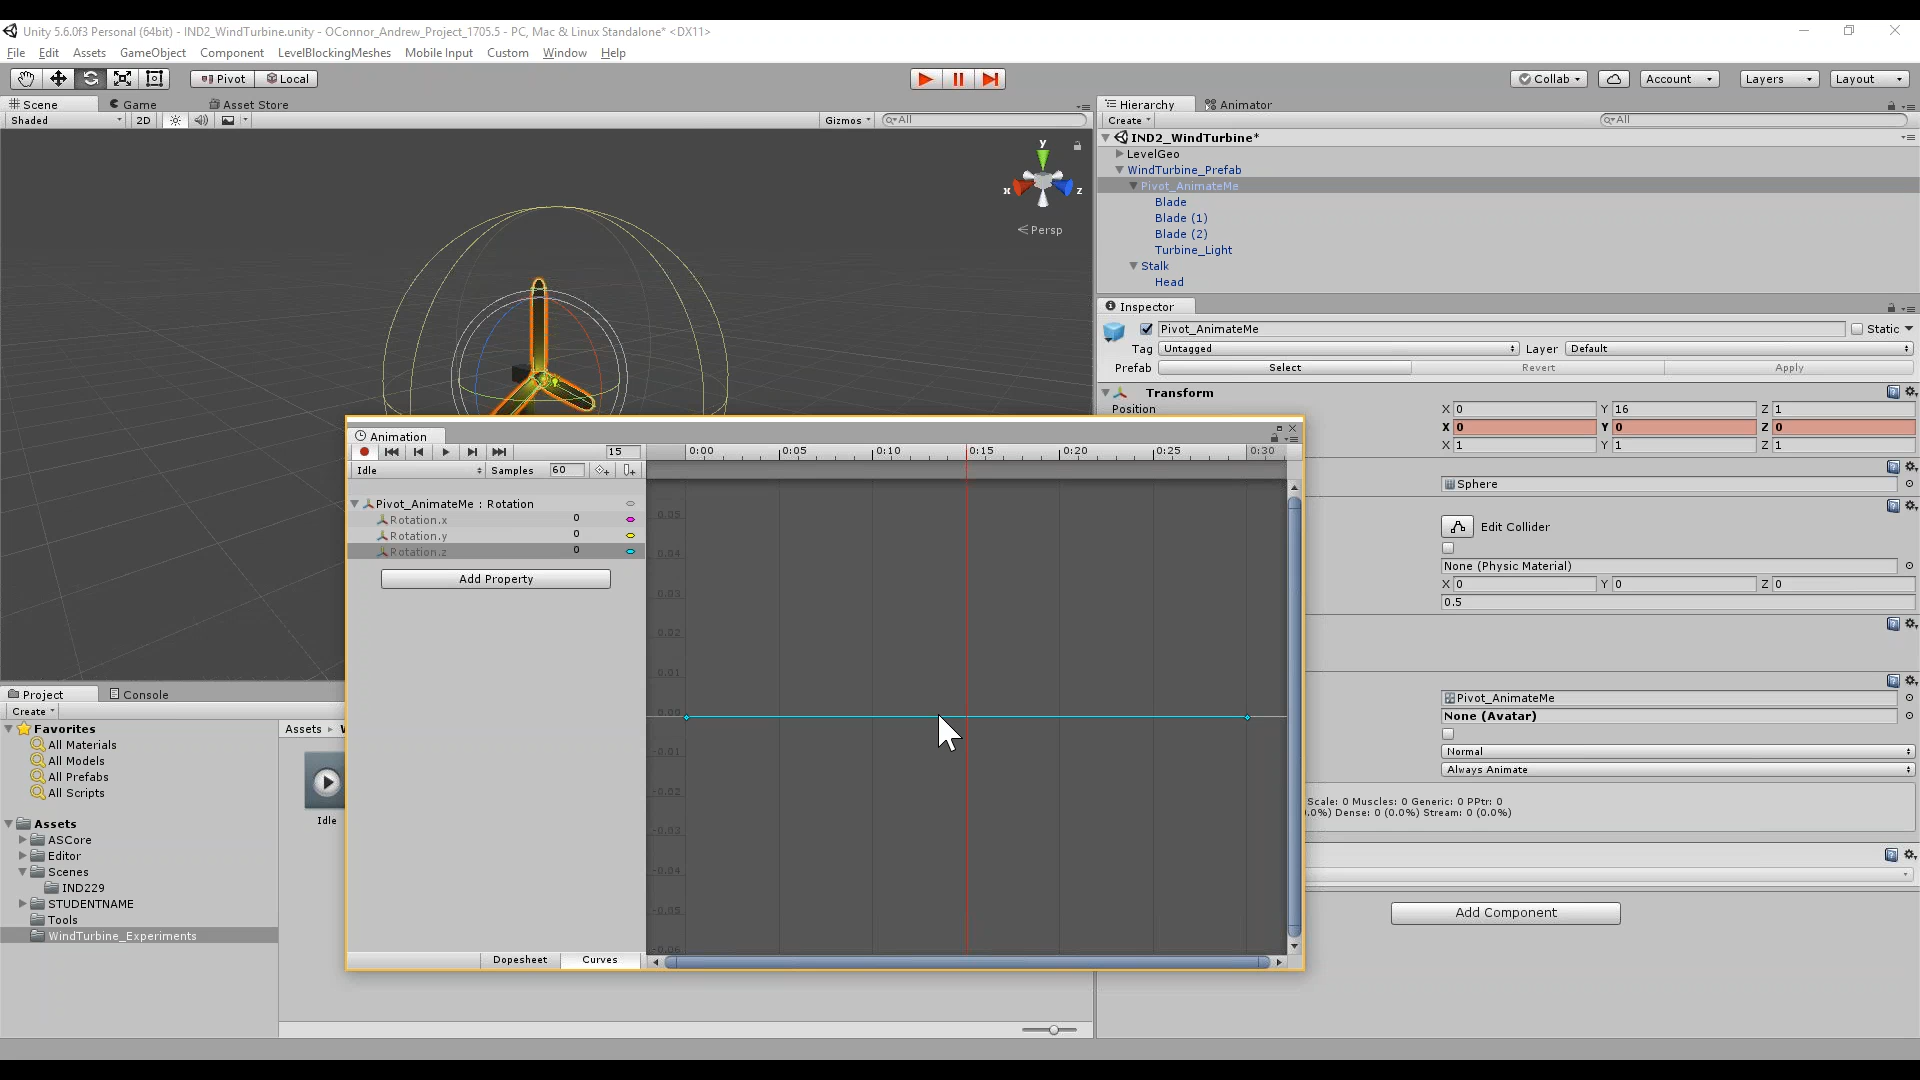 Unity 5.6.0f3 Personal (64bit) - IND2_WindTurbine.unity - OConnor_Andrew_Project_1705.5 - PC, Mac & Linux Standalone* <DX11>
File Edit Assets GameObject Component LevelBlockingMeshes Mobile Input Custom Window Help
Pivot Local Collab Account Layers Layout
Scene Game Asset Store
Shaded 2D Gizmos All
y
x z
Persp
Hierarchy Animator
Create All
IND2_WindTurbine*
LevelGeo
WindTurbine_Prefab
Pivot_AnimateMe
Blade
Blade (1)
Blade (2)
Turbine_Light
Stalk
Head
Inspector
Pivot_AnimateMe Static
Tag Untagged Layer Default
Prefab Select Revert Apply
Transform
Position X 0 Y 16 Z 1
X 0 Y 0 Z 0
X 1 Y 1 Z 1
Sphere
Edit Collider
None (Physic Material)
X 0 Y 0 Z 0
0.5
Pivot_AnimateMe
None (Avatar)
Normal
Always Animate
Scale: 0 Muscles: 0 Generic: 0 PPtr: 0
.0%) Dense: 0 (0.0%) Stream: 0 (0.0%)
Add Component
Animation
15 0:00 0:05 0:10 0:15 0:20 0:25 0:30
Idle Samples 60
Pivot_AnimateMe : Rotation
Rotation.x 0
Rotation.y 0
Rotation.z 0
Add Property
0.05
0.04
0.03
0.02
0.01
0.00
-0.01
-0.02
-0.03
-0.04
-0.05
-0.06
Dopesheet Curves
Project Console
Create
Favorites
All Materials
All Models
All Prefabs
All Scripts
Assets
ASCore
Editor
Scenes
IND229
STUDENTNAME
Tools
WindTurbine_Experiments
Assets
Idle